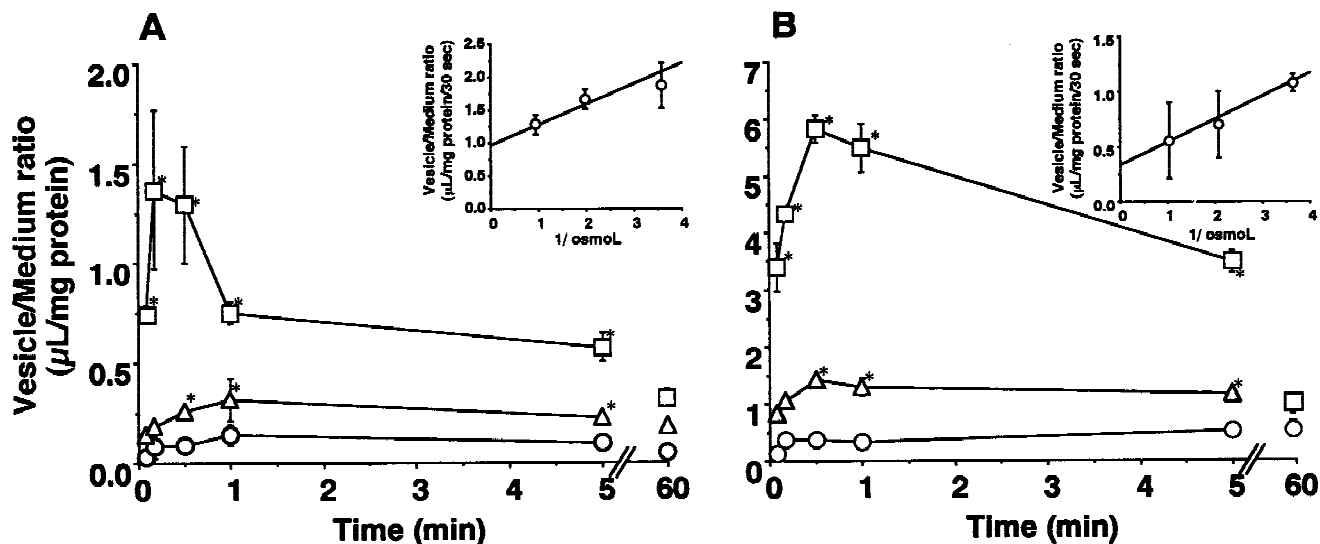 A
Vesicle/Medium ratio
(µL/mg protein)
2.0
1.5
1.0
0.5
0.0
0 1 2 3 4 5 60
Time (min)
Vesicle/Medium ratio
(µL/mg protein/30 sec)
2.5
2.0
1.5
1.0
0.5
0.0
0 1 2 3 4
1/ osmoL
* * * * *
* * *
B
7
6
5
4
3
2
1
0
0 1 2 3 4 5 60
Time (min)
Vesicle/Medium ratio
(µL/mg protein/30 sec)
1.5
1.0
0.5
0.0
0 1 2 3 4
1/ osmoL
* * * * *
* * *